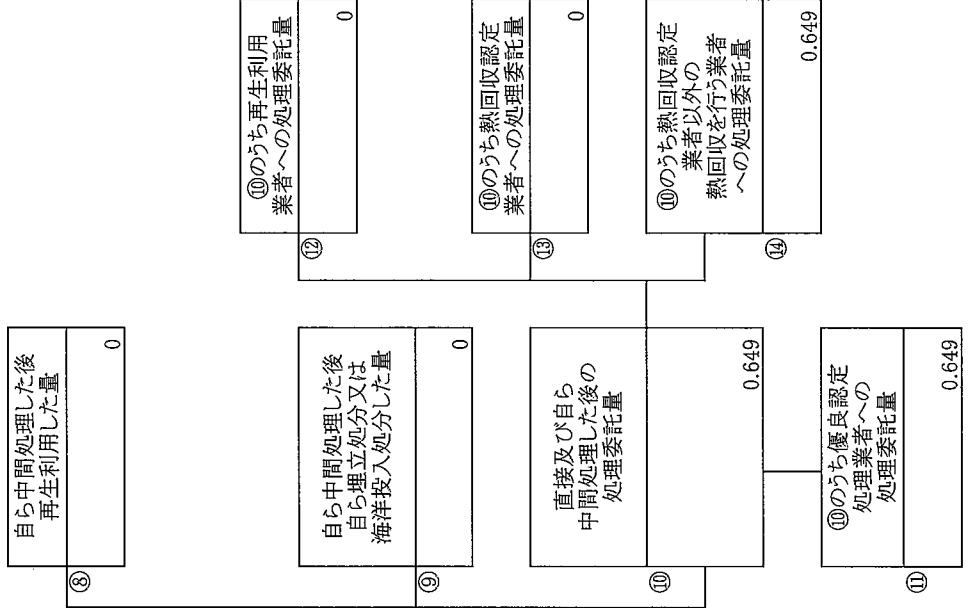 ⑧
自ら中間処理した後
再生利用した量
0
⑨
自ら中間処理した後
自ら埋立処分又は
海洋投入処分した量
0
⑩
直接及び自ら
中間処理した後の
処理委託量
0.649
⑪
⑩のうち優良認定
処理業者への
処理委託量
0.649
⑫
⑩のうち再生利用
業者への処理委託量
0
⑬
⑩のうち熱回収認定
業者への処理委託量
0
⑭
⑩のうち熱回収認定
業者以外の
熱回収を行う業者
への処理委託量
0.649